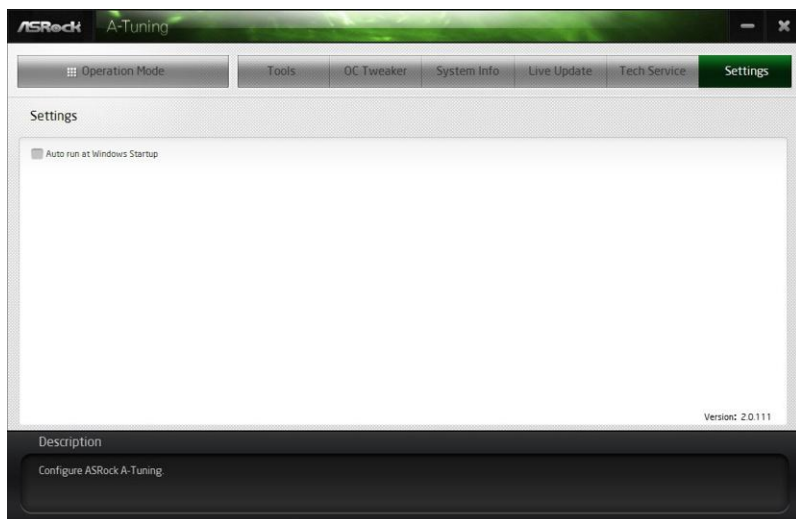 ASRock A-Tuning
Operation Mode Tools OC Tweaker System Info Live Update Tech Service Settings
Settings
Auto run at Windows Startup
Version: 2.0.111
Description
Configure ASRock A-Tuning.